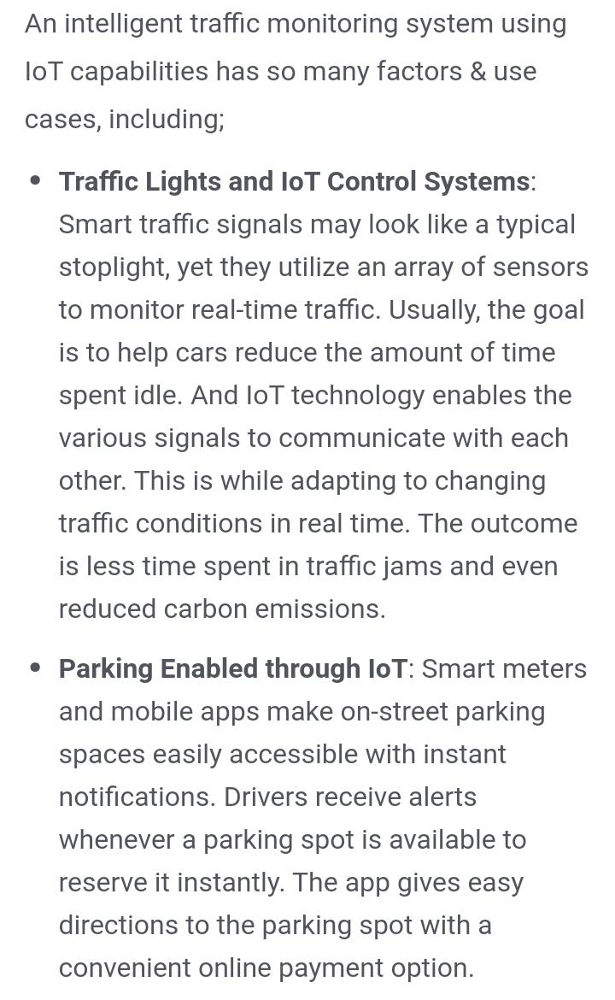 An intelligent traffic monitoring system using
IoT capabilities has so many factors & use
cases, including;
• Traffic Lights and IoT Control Systems:
Smart traffic signals may look like a typical
stoplight, yet they utilize an array of sensors
to monitor real-time traffic. Usually, the goal
is to help cars reduce the amount of time
spent idle. And IoT technology enables the
various signals to communicate with each
other. This is while adapting to changing
traffic conditions in real time. The outcome
is less time spent in traffic jams and even
reduced carbon emissions.
• Parking Enabled through IoT: Smart meters
and mobile apps make on-street parking
spaces easily accessible with instant
notifications. Drivers receive alerts
whenever a parking spot is available to
reserve it instantly. The app gives easy
directions to the parking spot with a
convenient online payment option.